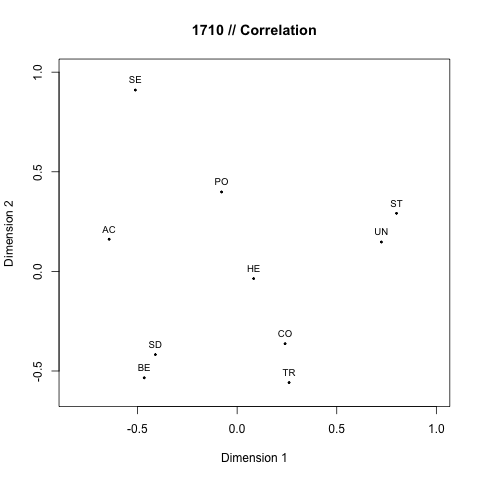 1710 // Correlation
SE
PO
AC
ST
UN
HE
CO
SD
BE
TR
1.0
0.5
0.0
-0.5
Dimension 2
-0.5
0.0
0.5
1.0
Dimension 1